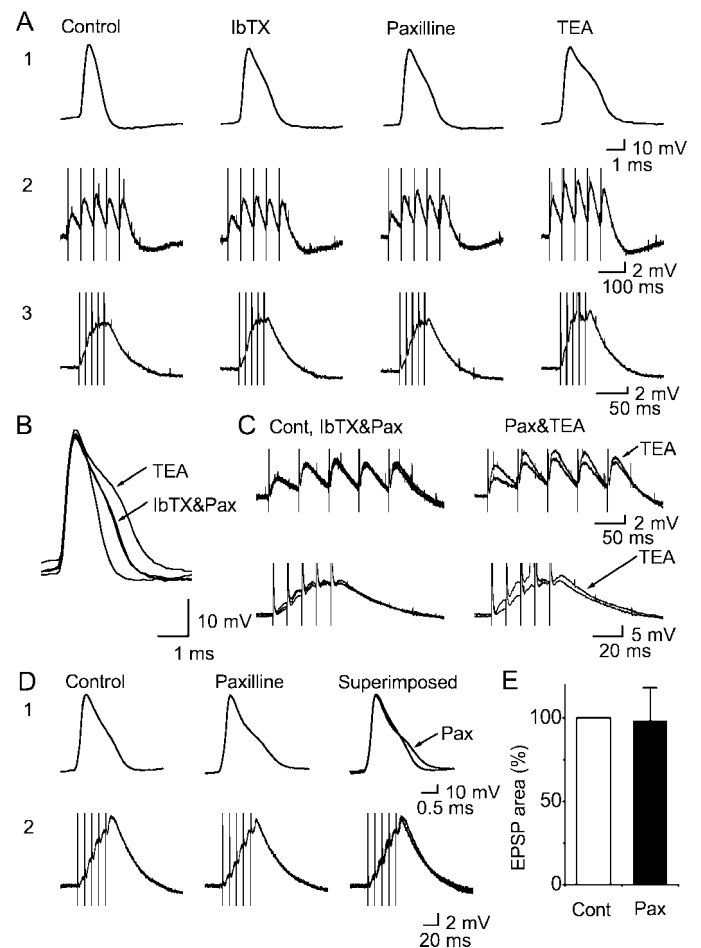 A
Control
IbTX
Paxilline
TEA
1
10 mV
1 ms
2
2 mV
100 ms
3
2 mV
50 ms
B
TEA
IbTX&Pax
10 mV
1 ms
C
Cont, IbTX&Pax
Pax&TEA
TEA
2 mV
50 ms
TEA
5 mV
20 ms
D
Control
Paxilline
Superimposed
1
Pax
10 mV
0.5 ms
2
2 mV
20 ms
E
EPSP area (%)
100
50
0
Cont
Pax